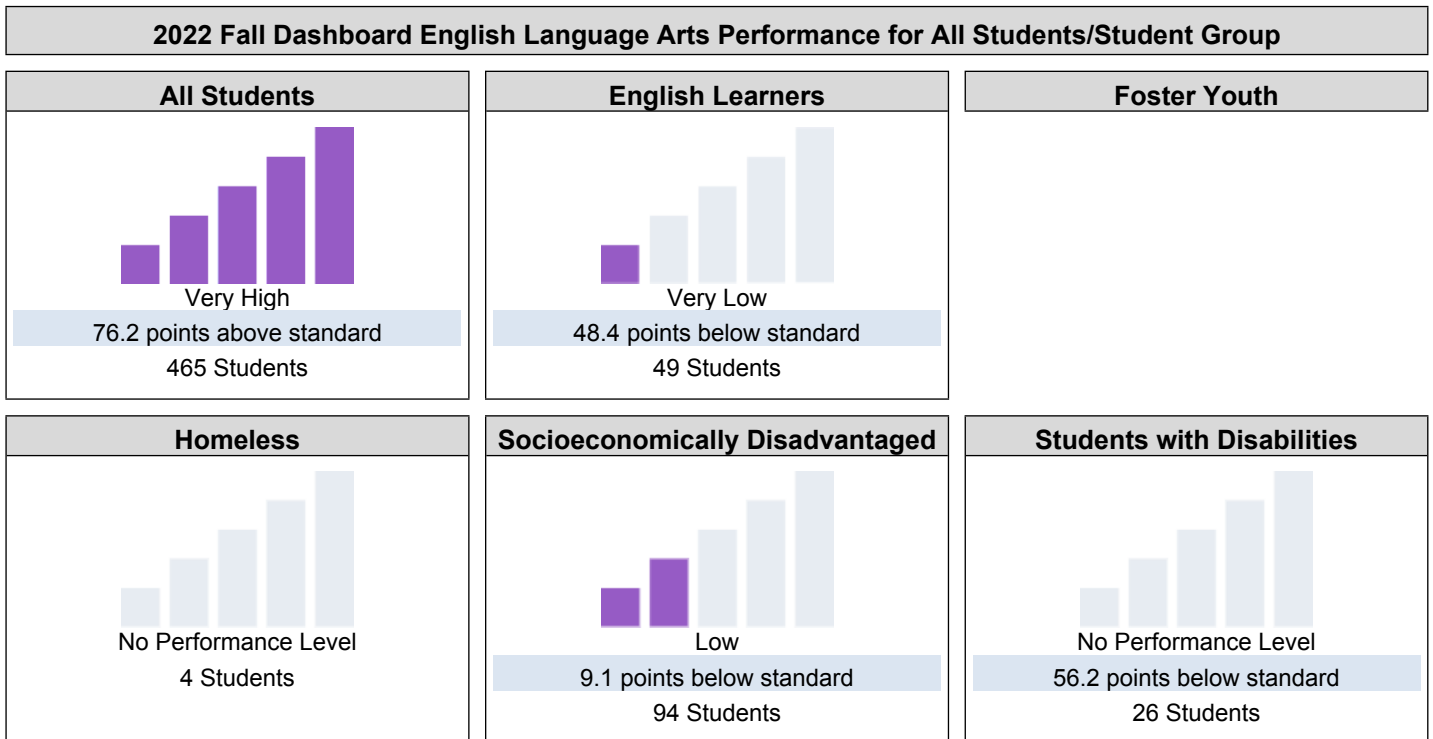 2022 Fall Dashboard English Language Arts Performance for All Students/Student Group
All Students
Very High
76.2 points above standard
465 Students
English Learners
Very Low
48.4 points below standard
49 Students
Foster Youth
Homeless
No Performance Level
4 Students
Socioeconomically Disadvantaged
Low
9.1 points below standard
94 Students
Students with Disabilities
No Performance Level
56.2 points below standard
26 Students